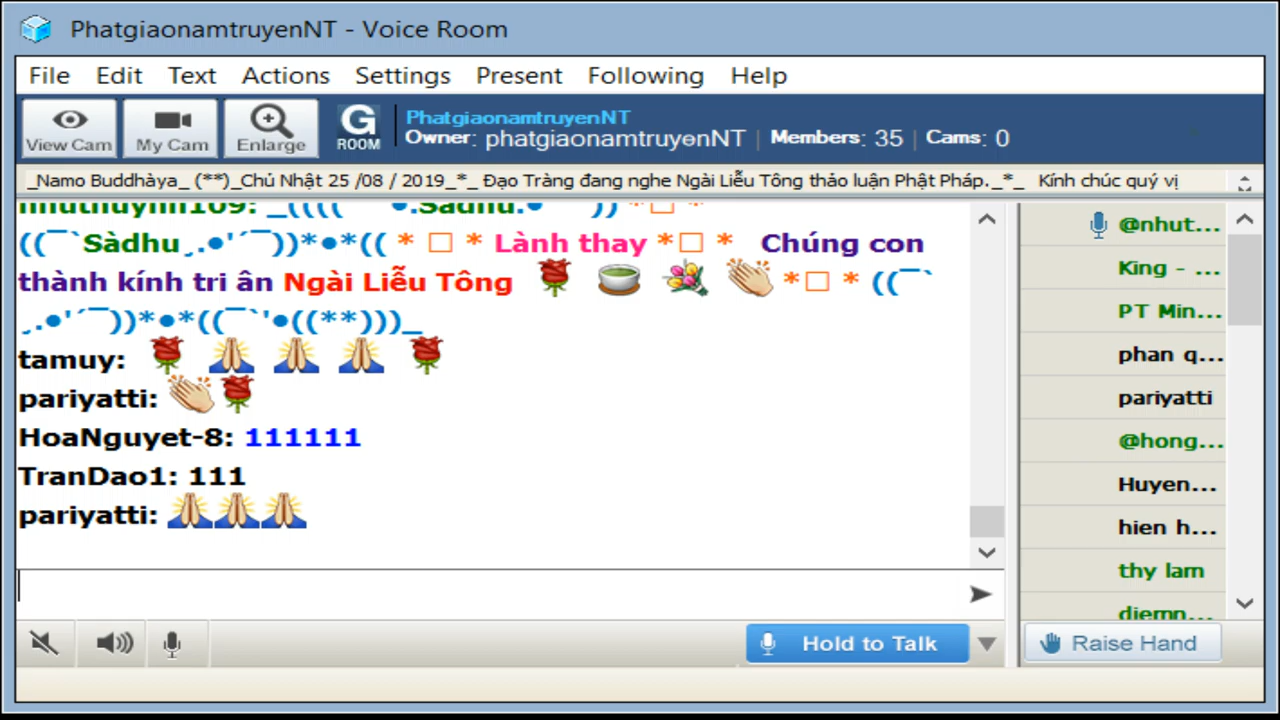 PhatgiaonamtruyenNT - Voice Room
File Edit Text Actions Settings Present Following Help
View Cam My Cam Enlarge G ROOM
PhatgiaonamtruyenNT
Owner: phatgiaonamtruyenNT | Members: 35 | Cams: 0
_Namo Buddhàya_ (**)_Chủ Nhật 25 /08 / 2019_*_ Đạo Tràng đang nghe Ngài Liễu Tông thảo luận Phật Pháp._*_ Kính chúc quý vị
nhuthuynh109: _((((¯¯●.Sàdhu.●¯¯)) *□ *
((¯`Sàdhu¸.●'´¯))*●*(( * □ * Lành thay *□ * Chúng con
thành kính tri ân Ngài Liễu Tông 🌹 🍵 💐 👏 *□ * ((¯`
¸.●'´¯))*●*((¯`'●((**)))_
tamuy: 🌹 🙏 🙏 🙏 🌹
pariyatti: 👏🌹
HoaNguyet-8: 111111
TranDao1: 111
pariyatti: 🙏🙏🙏
@nhut...
King - ...
PT Min...
phan q...
pariyatti
@hong...
Huyen...
hien h...
thy lam
diemn...
Hold to Talk
Raise Hand